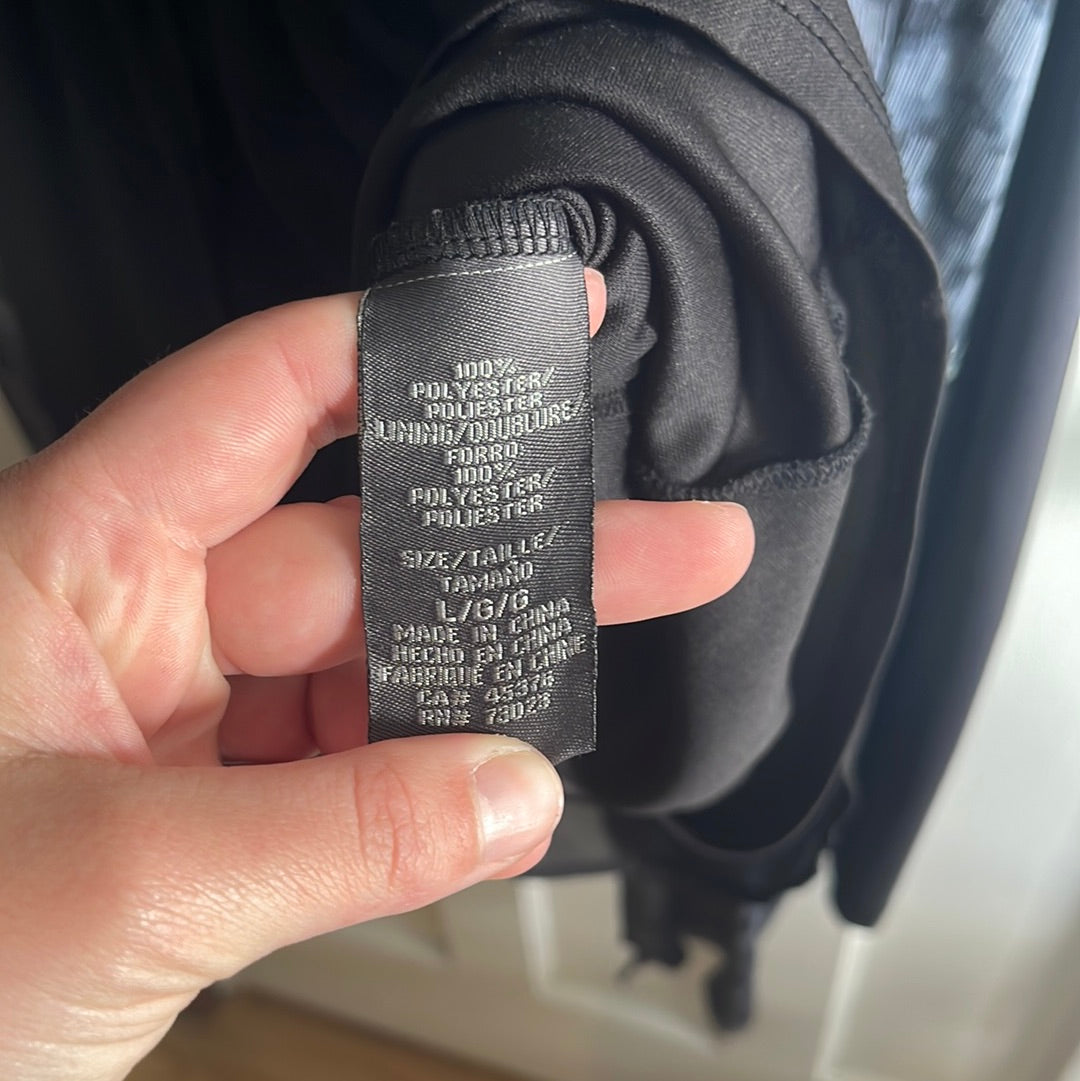 100%
POLYESTER/
POLIESTER
LINING/DOUBLURE/
FORRO
100%
POLYESTER/
POLIESTER
SIZE/TAILLE/
TAMAÑO
L/G/G
MADE IN CHINA
HECHO EN CHINA
FABRIQUE EN CHINE
CA# 45376
RN# 73023